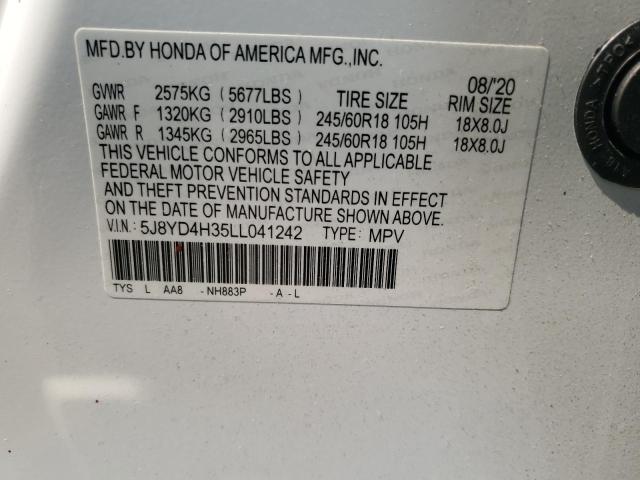 MFD.BY HONDA OF AMERICA MFG.,INC.
08/'20
GVWR 2575KG (5677LBS) TIRE SIZE RIM SIZE
GAWR F 1320KG (2910LBS) 245/60R18 105H 18X8.0J
GAWR R 1345KG (2965LBS) 245/60R18 105H 18X8.0J
THIS VEHICLE CONFORMS TO ALL APPLICABLE
FEDERAL MOTOR VEHICLE SAFETY
AND THEFT PREVENTION STANDARDS IN EFFECT
ON THE DATE OF MANUFACTURE SHOWN ABOVE.
V.I.N.: 5J8YD4H35LL041242 TYPE: MPV
TYS L AA8 -NH883P -A-L
HONDA